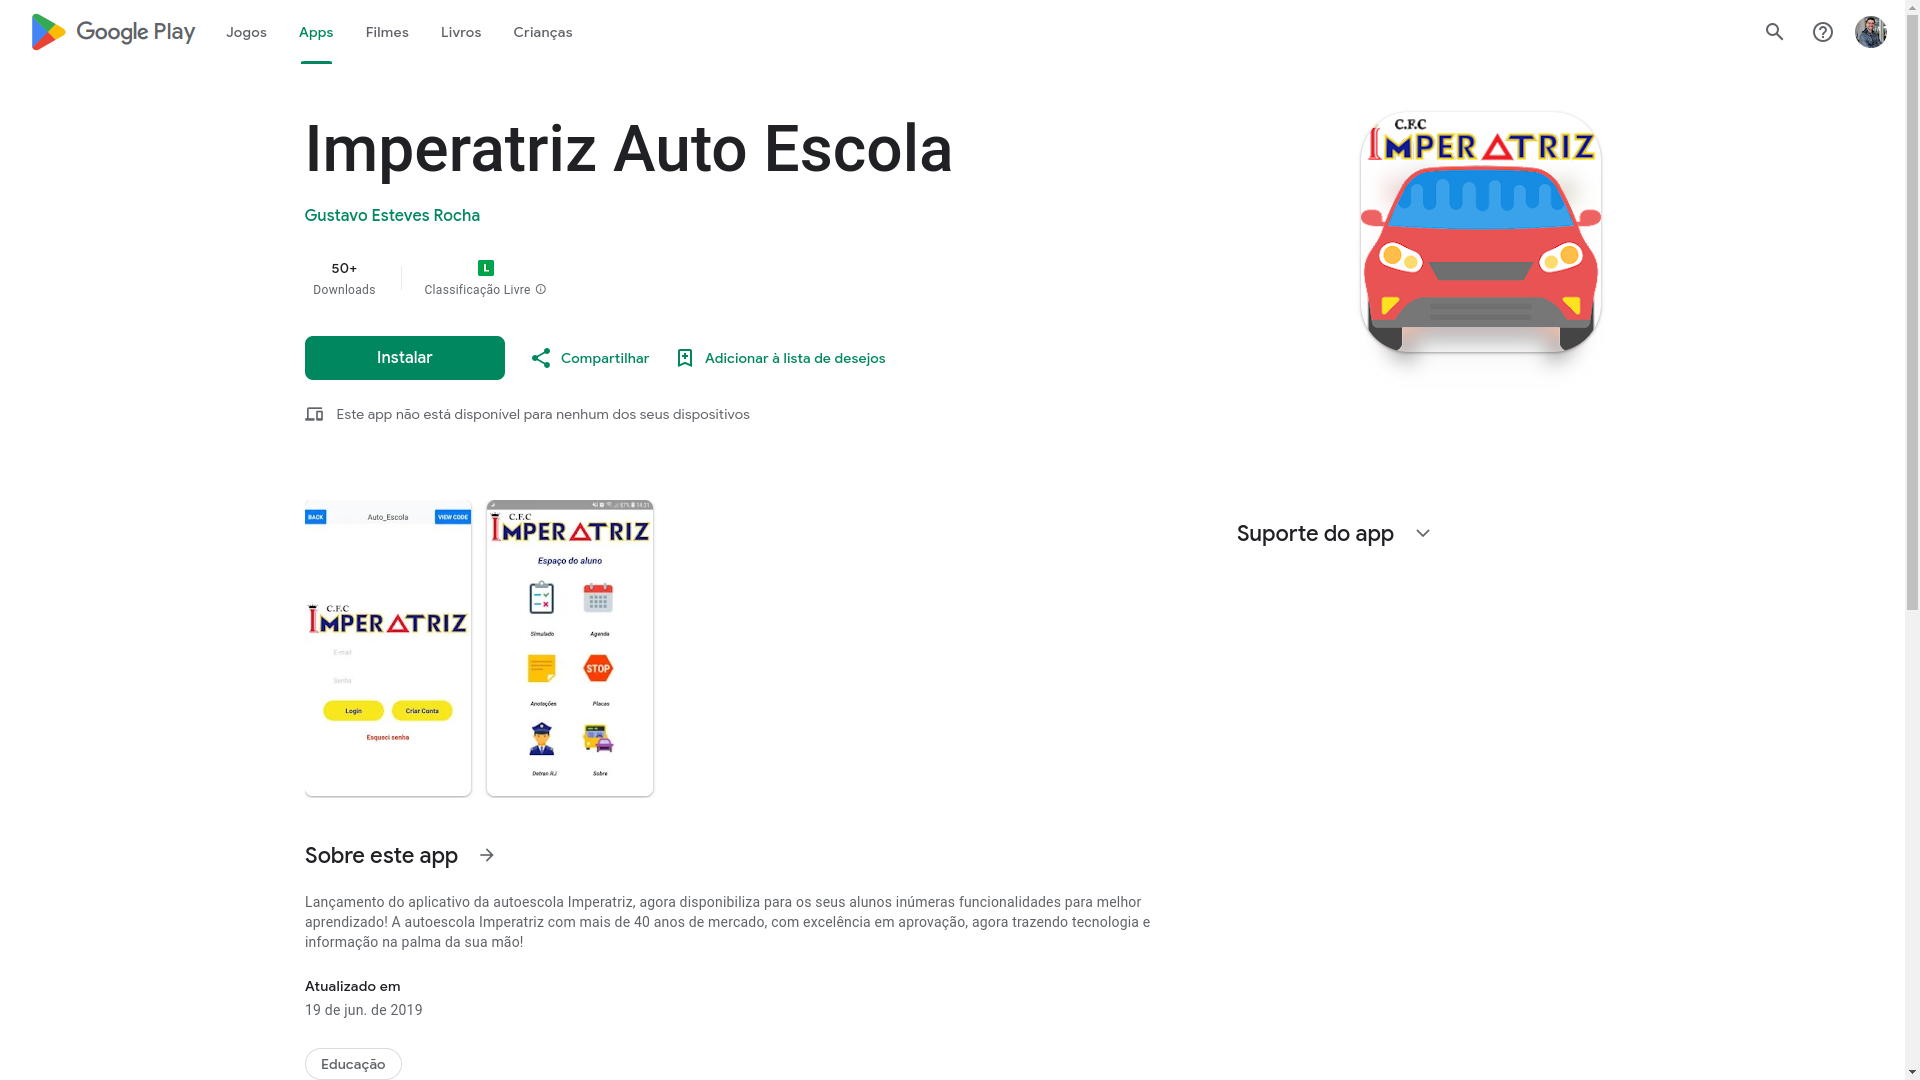 Google Play
Jogos
Apps
Filmes
Livros
Crianças
Imperatriz Auto Escola
Gustavo Esteves Rocha
50+
Downloads
L
Classificação Livre
Instalar
Compartilhar
Adicionar à lista de desejos
Este app não está disponível para nenhum dos seus dispositivos
C.F.C
IMPERATRIZ
BACK
Auto_Escola
VIEW CODE
C.F.C
IMPERATRIZ
E-mail
Senha
Login
Criar Conta
Esqueci senha
87%
14:31
C.F.C
IMPERATRIZ
Espaço do aluno
Simulado
Agenda
STOP
Anotações
Placas
Detran RJ
Sobre
Suporte do app
Sobre este app
Lançamento do aplicativo da autoescola Imperatriz, agora disponibiliza para os seus alunos inúmeras funcionalidades para melhor
aprendizado! A autoescola Imperatriz com mais de 40 anos de mercado, com excelência em aprovação, agora trazendo tecnologia e
informação na palma da sua mão!
Atualizado em
19 de jun. de 2019
Educação